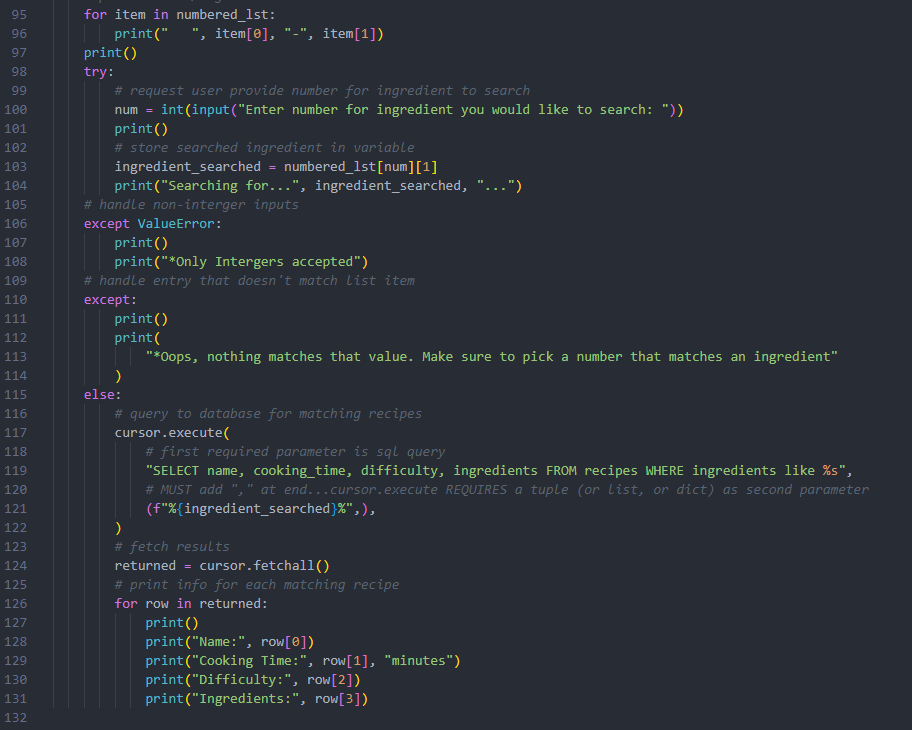 95 for item in numbered_lst:
96 print("   ", item[0], "-", item[1])
97 print()
98 try:
99 # request user provide number for ingredient to search
100 num = int(input("Enter number for ingredient you would like to search: "))
101 print()
102 # store searched ingredient in variable
103 ingredient_searched = numbered_lst[num][1]
104 print("Searching for...", ingredient_searched, "...")
105 # handle non-interger inputs
106 except ValueError:
107 print()
108 print("*Only Intergers accepted")
109 # handle entry that doesn't match list item
110 except:
111 print()
112 print(
113 "*Oops, nothing matches that value. Make sure to pick a number that matches an ingredient"
114 )
115 else:
116 # query to database for matching recipes
117 cursor.execute(
118 # first required parameter is sql query
119 "SELECT name, cooking_time, difficulty, ingredients FROM recipes WHERE ingredients like %s",
120 # MUST add "," at end...cursor.execute REQUIRES a tuple (or list, or dict) as second parameter
121 (f"%{ingredient_searched}%",),
122 )
123 # fetch results
124 returned = cursor.fetchall()
125 # print info for each matching recipe
126 for row in returned:
127 print()
128 print("Name:", row[0])
129 print("Cooking Time:", row[1], "minutes")
130 print("Difficulty:", row[2])
131 print("Ingredients:", row[3])
132